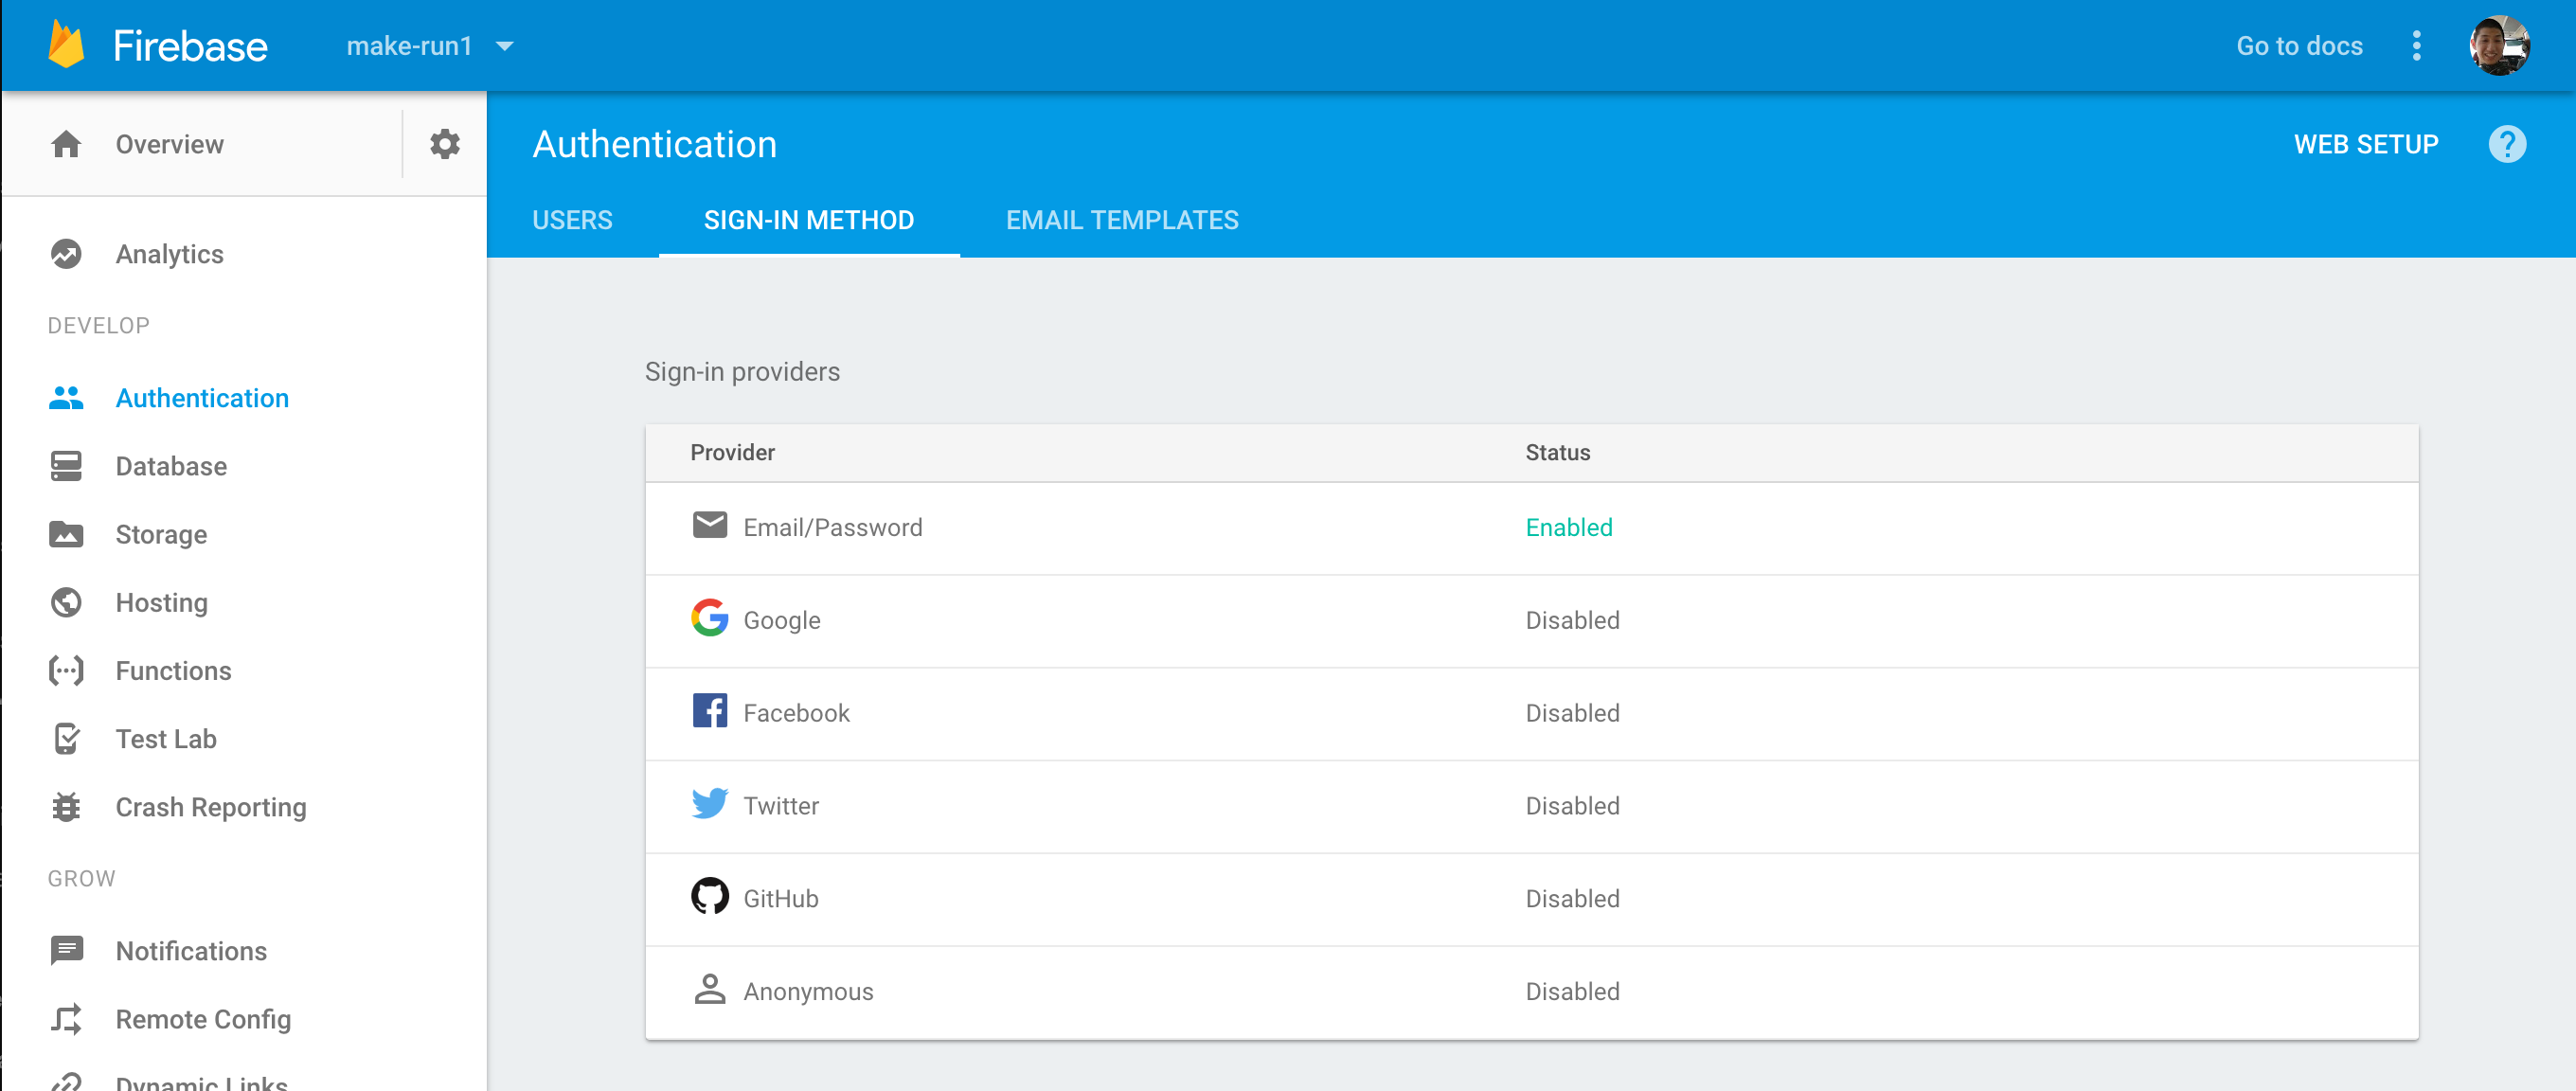 Firebase
make-run1
Go to docs
Overview
Authentication
WEB SETUP
?
USERS
SIGN-IN METHOD
EMAIL TEMPLATES
Analytics
DEVELOP
Authentication
Database
Storage
Hosting
Functions
Test Lab
Crash Reporting
GROW
Notifications
Remote Config
Dynamic Links
Sign-in providers
Provider Status
Email/Password Enabled
Google Disabled
Facebook Disabled
Twitter Disabled
GitHub Disabled
Anonymous Disabled